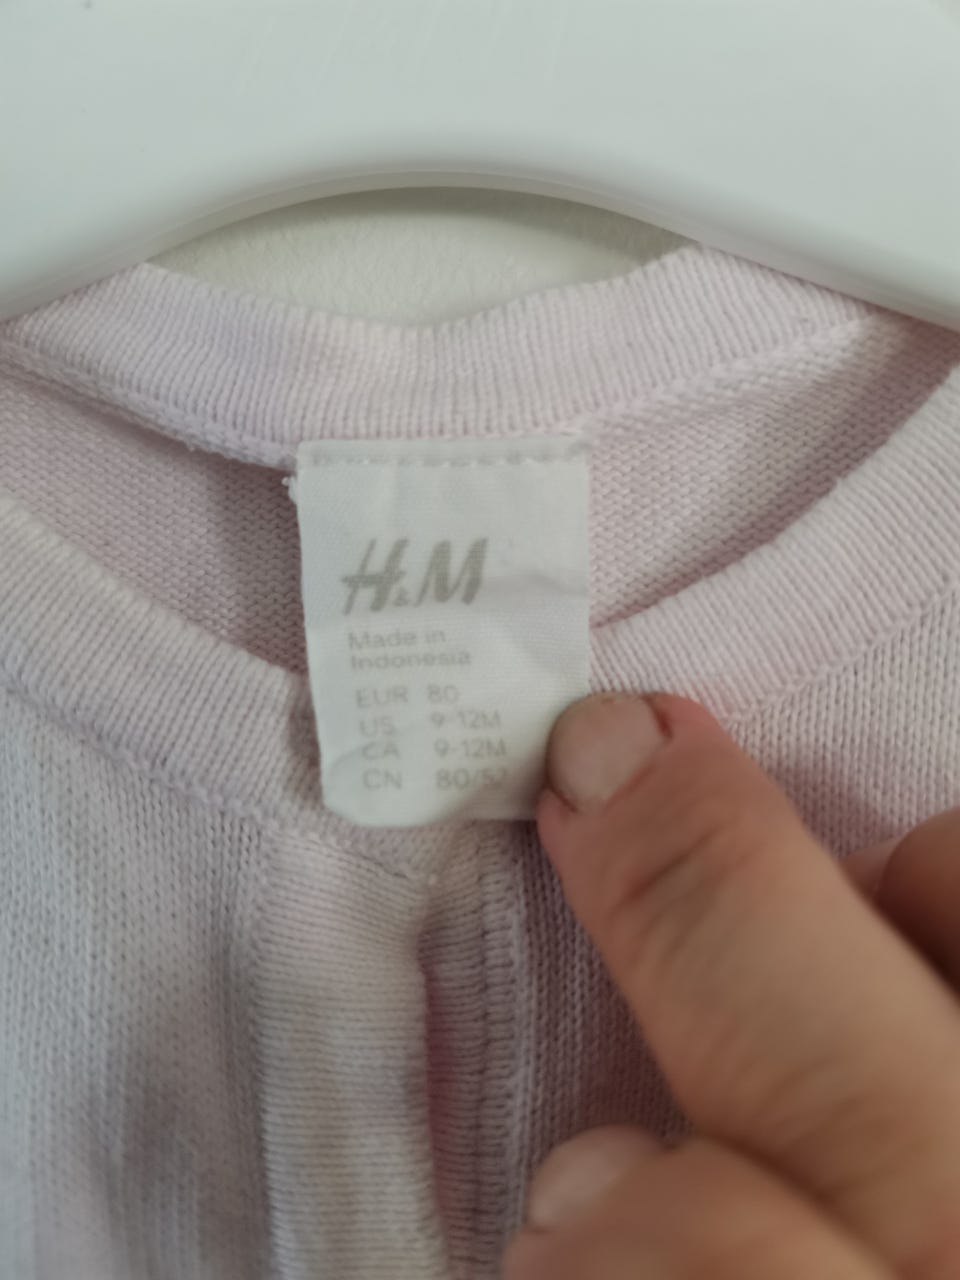 H&M
Made in
Indonesia
EUR 80
US 9-12M
CA 9-12M
CN 80/52